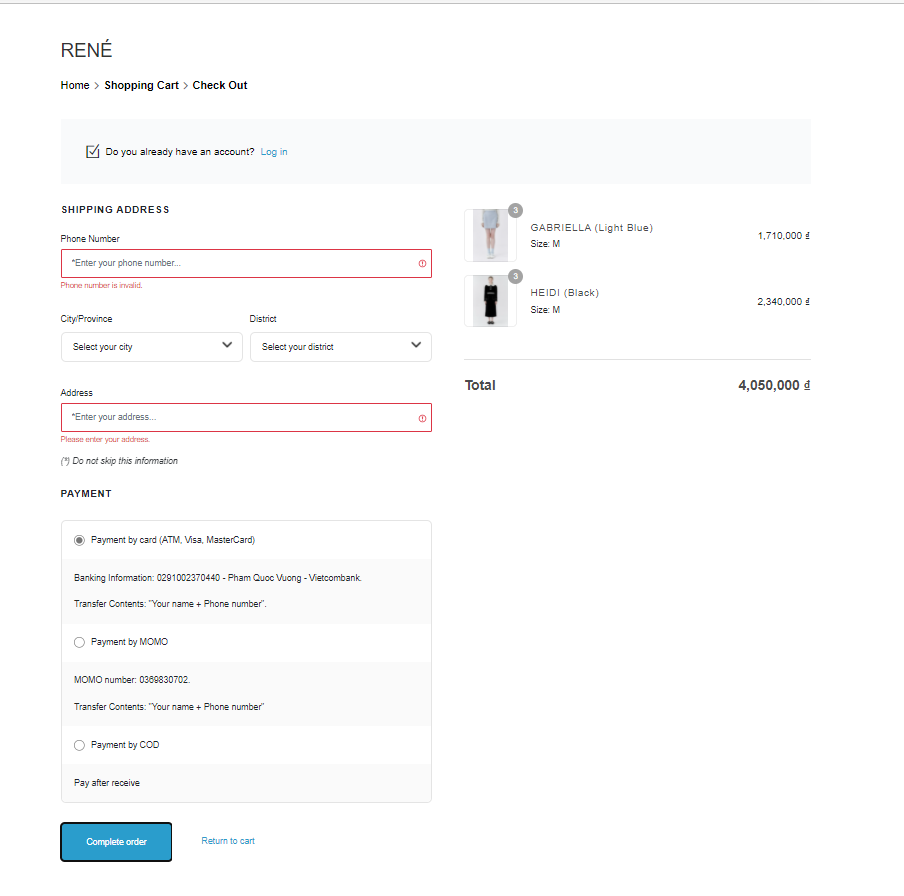 RENÉ
Home > Shopping Cart > Check Out
Do you already have an account? Log in
SHIPPING ADDRESS
Phone Number
*Enter your phone number...
Phone number is invalid.
City/Province
District
Select your city
Select your district
Address
*Enter your address...
Please enter your address.
(*) Do not skip this information
PAYMENT
Payment by card (ATM, Visa, MasterCard)
Banking Information: 0291002370440 - Pham Quoc Vuong - Vietcombank.
Transfer Contents: "Your name + Phone number".
Payment by MOMO
MOMO number: 0369830702.
Transfer Contents: "Your name + Phone number"
Payment by COD
Pay after receive
Complete order
Return to cart
3
GABRIELLA (Light Blue)
Size: M
1,710,000 ₫
3
HEIDI (Black)
Size: M
2,340,000 ₫
Total
4,050,000 ₫